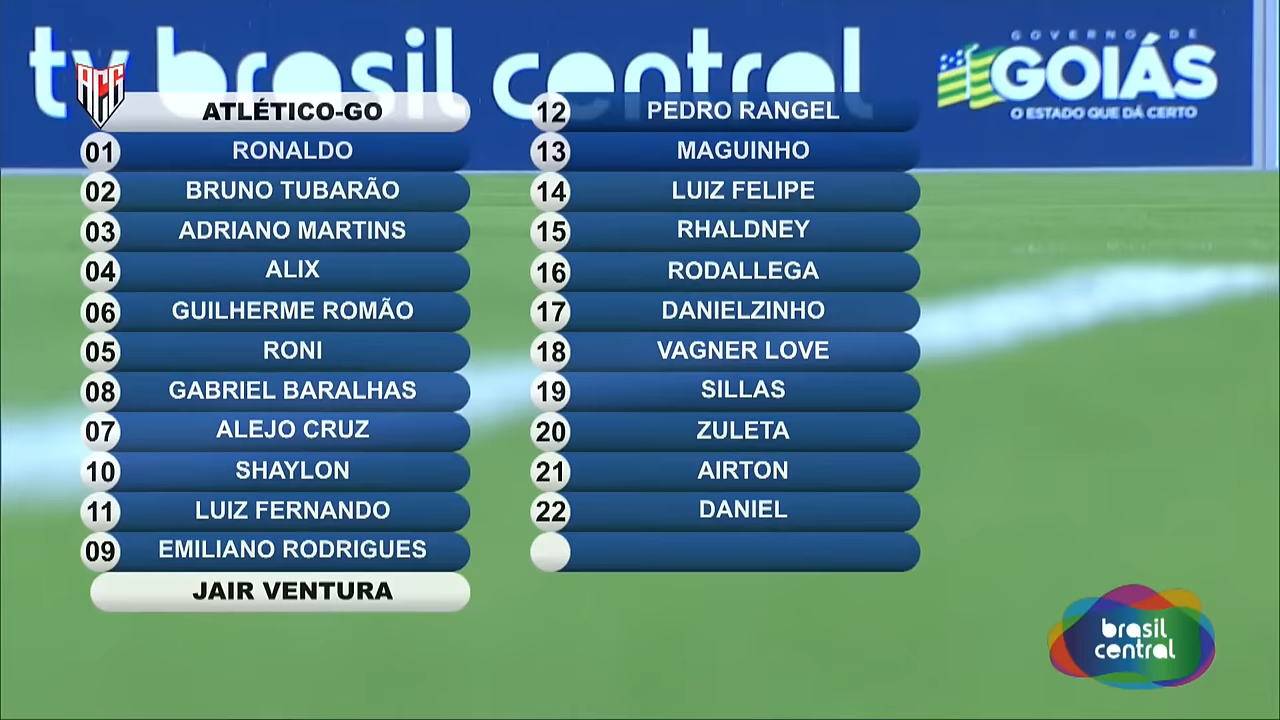 tv brasil central
GOVERNO DE
GOIÁS
O ESTADO QUE DÁ CERTO
ACG
ATLÉTICO-GO
01 RONALDO
02 BRUNO TUBARÃO
03 ADRIANO MARTINS
04 ALIX
06 GUILHERME ROMÃO
05 RONI
08 GABRIEL BARALHAS
07 ALEJO CRUZ
10 SHAYLON
11 LUIZ FERNANDO
09 EMILIANO RODRIGUES
JAIR VENTURA
12 PEDRO RANGEL
13 MAGUINHO
14 LUIZ FELIPE
15 RHALDNEY
16 RODALLEGA
17 DANIELZINHO
18 VAGNER LOVE
19 SILLAS
20 ZULETA
21 AIRTON
22 DANIEL
brasil
central